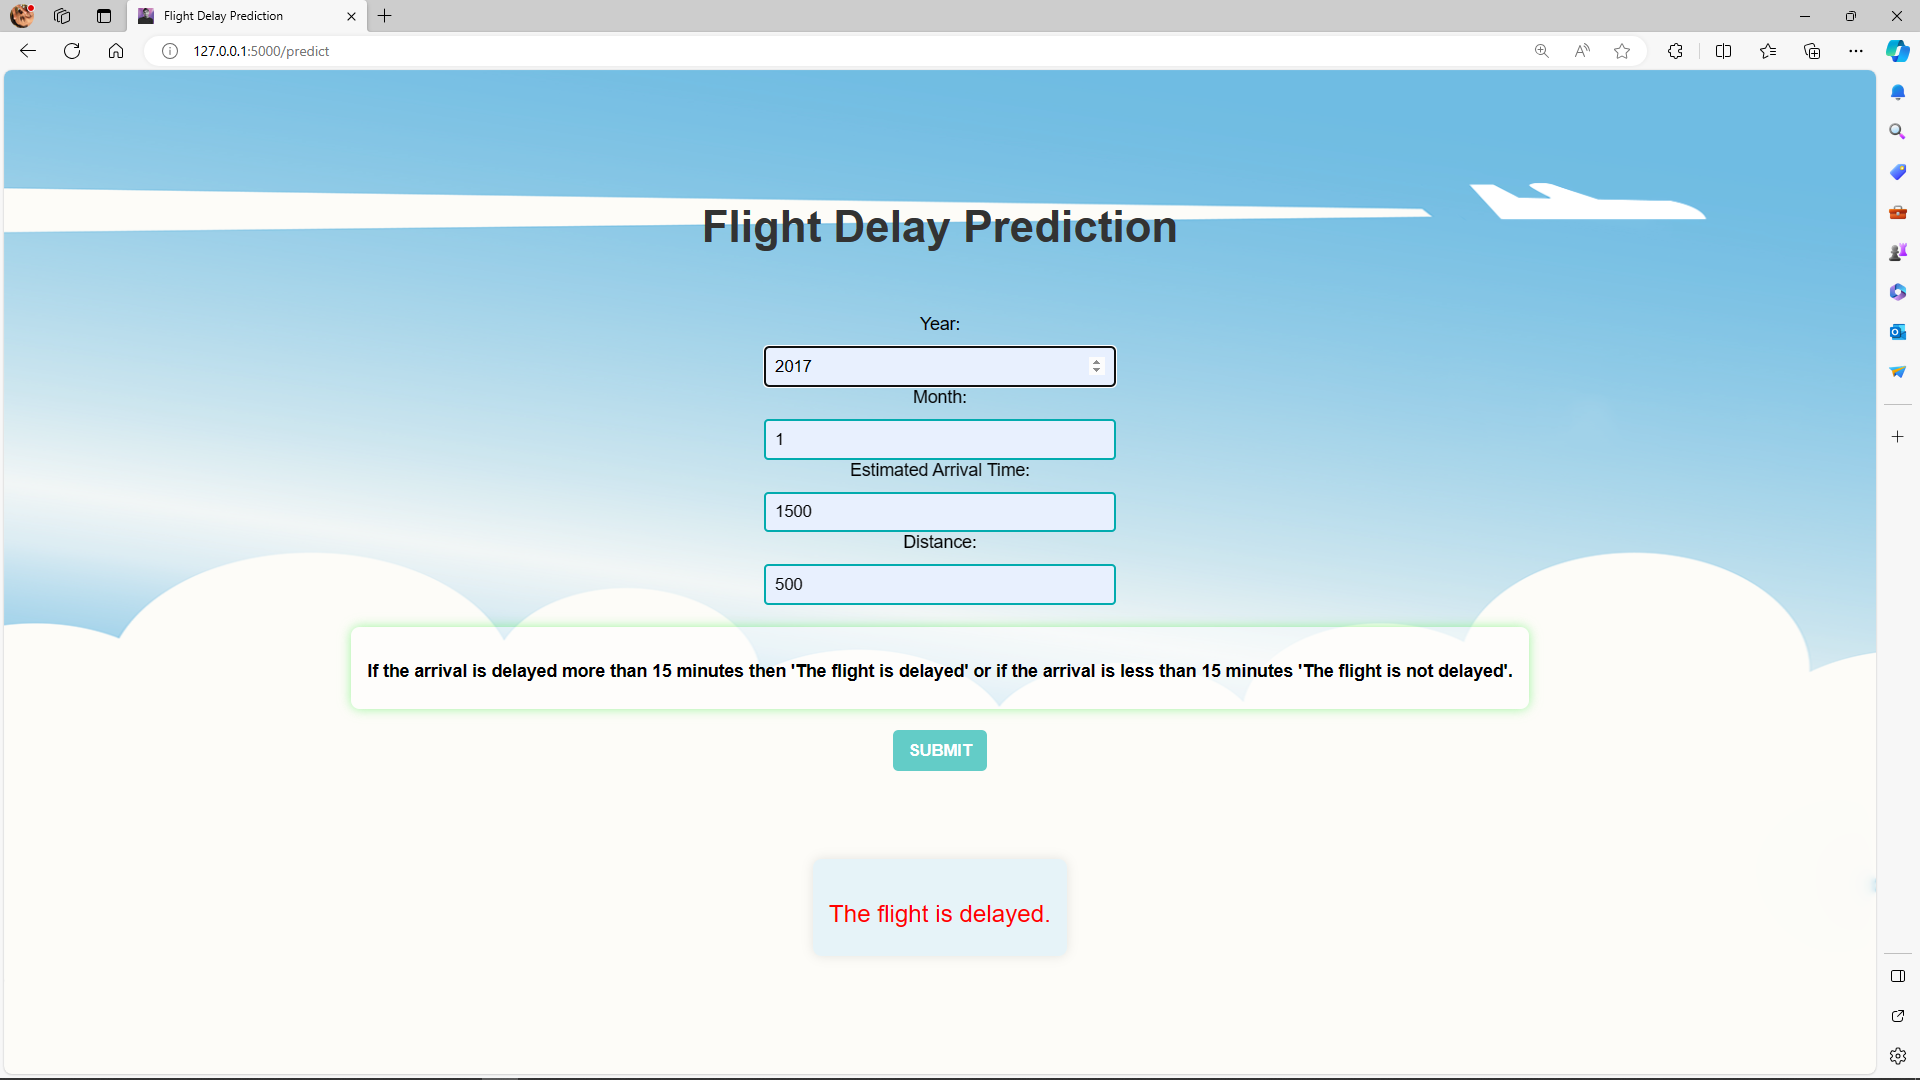 Flight Delay Prediction
127.0.0.1:5000/predict
Flight Delay Prediction
Year:
2017
Month:
1
Estimated Arrival Time:
1500
Distance:
500
If the arrival is delayed more than 15 minutes then 'The flight is delayed' or if the arrival is less than 15 minutes 'The flight is not delayed'.
SUBMIT
The flight is delayed.